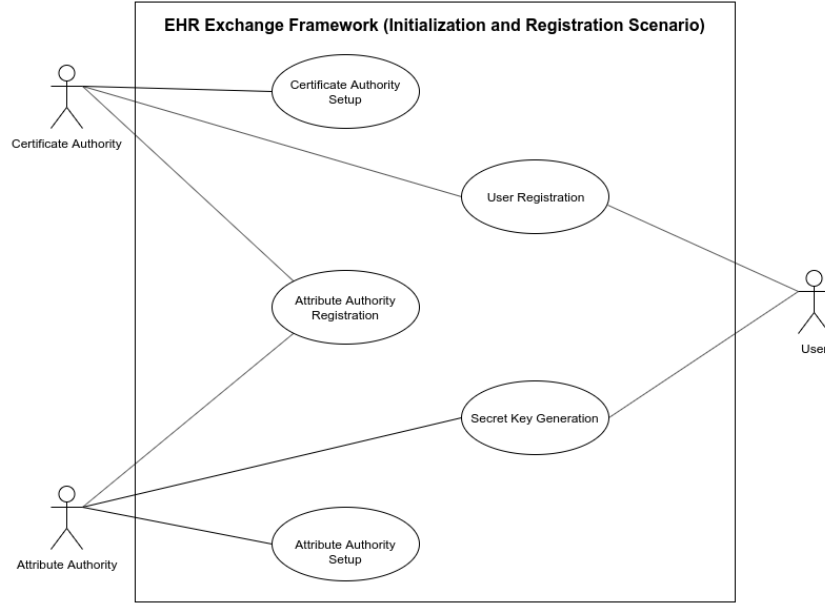 EHR Exchange Framework (Initialization and Registration Scenario)
Certificate Authority
Setup
Certificate Authority
User Registration
Attribute Authority
Registration
User
Secret Key Generation
Attribute Authority
Setup
Attribute Authority